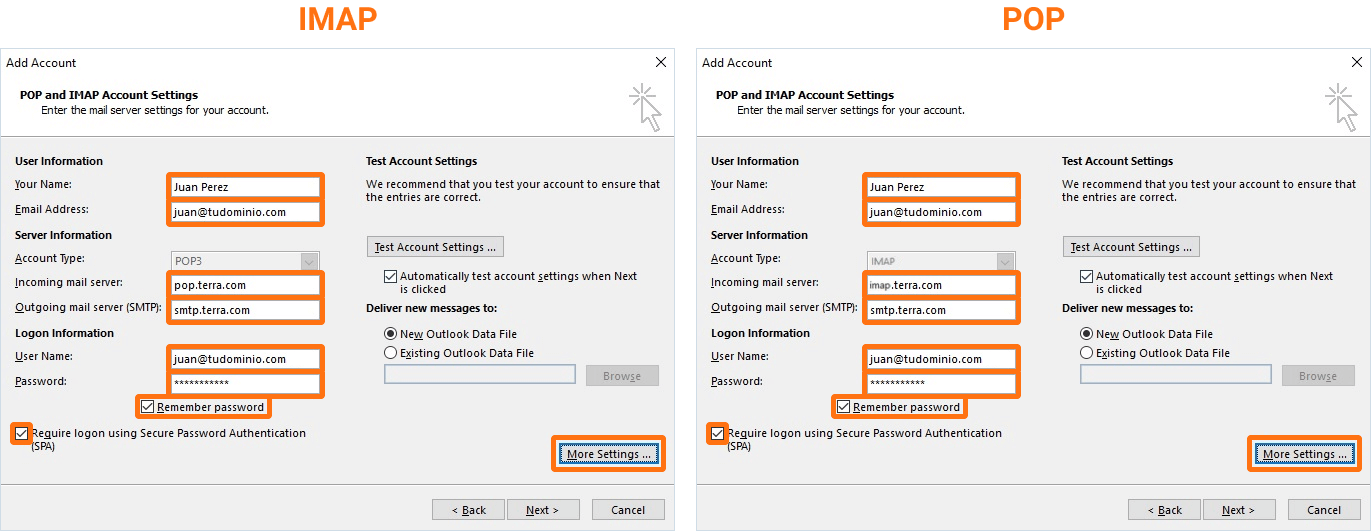 IMAP
Add Account
POP and IMAP Account Settings
Enter the mail server settings for your account.
User Information
Your Name:
Juan Perez
Email Address:
juan@tudominio.com
Server Information
Account Type:
POP3
Incoming mail server:
pop.terra.com
Outgoing mail server (SMTP):
smtp.terra.com
Logon Information
User Name:
juan@tudominio.com
Password:
***********
Remember password
Require logon using Secure Password Authentication
(SPA)
Test Account Settings
We recommend that you test your account to ensure that
the entries are correct.
Test Account Settings ...
Automatically test account settings when Next
is clicked
Deliver new messages to:
New Outlook Data File
Existing Outlook Data File
Browse
More Settings ...
< Back
Next >
Cancel
POP
Add Account
POP and IMAP Account Settings
Enter the mail server settings for your account.
User Information
Your Name:
Juan Perez
Email Address:
juan@tudominio.com
Server Information
Account Type:
IMAP
Incoming mail server:
imap.terra.com
Outgoing mail server (SMTP):
smtp.terra.com
Logon Information
User Name:
juan@tudominio.com
Password:
***********
Remember password
Require logon using Secure Password Authentication
(SPA)
Test Account Settings
We recommend that you test your account to ensure that
the entries are correct.
Test Account Settings ...
Automatically test account settings when Next
is clicked
Deliver new messages to:
New Outlook Data File
Existing Outlook Data File
Browse
More Settings ...
< Back
Next >
Cancel